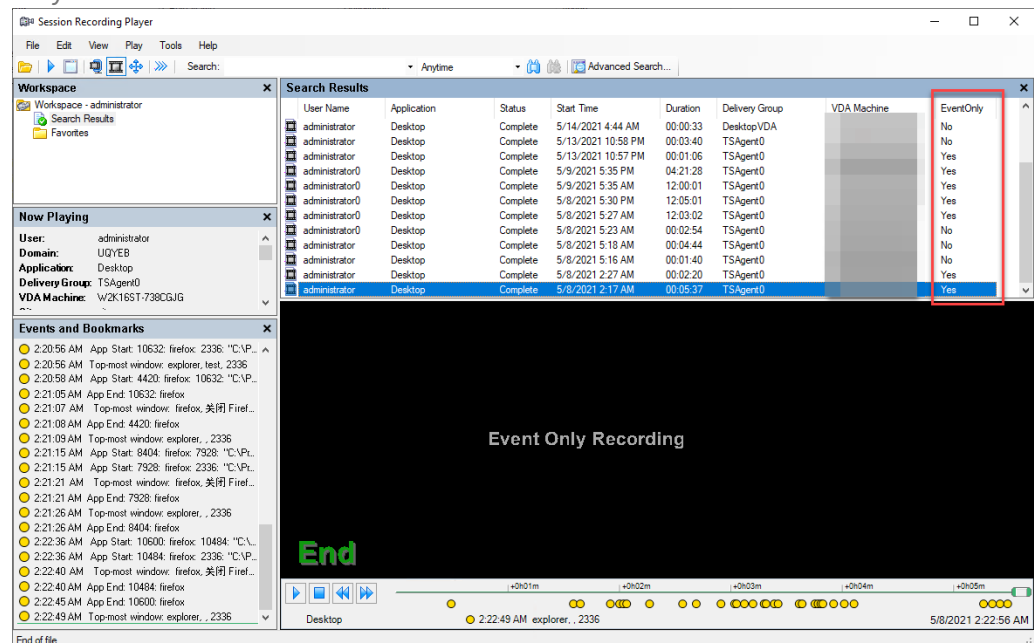 Session Recording Player
File Edit View Play Tools Help
Search: Anytime Advanced Search...
Workspace
Workspace - administrator
Search Results
Favorites
Now Playing
User: administrator
Domain: UQYEB
Application: Desktop
Delivery Group: TSAgent0
VDA Machine: W2K16ST-738CGJG
Events and Bookmarks
2:20:56 AM App Start: 10632: firefox: 2336: "C:\P...
2:20:56 AM Top-most window: explorer, test, 2336
2:20:58 AM App Start: 4420: firefox: 10632: "C:\P...
2:21:05 AM App End: 10632: firefox
2:21:07 AM Top-most window: firefox, 关闭 Firef...
2:21:08 AM App End: 4420: firefox
2:21:09 AM Top-most window: explorer, , 2336
2:21:15 AM App Start: 8404: firefox: 7928: "C:\Pr...
2:21:15 AM App Start: 7928: firefox: 2336: "C:\Pr...
2:21:21 AM Top-most window: firefox, 关闭 Firef...
2:21:21 AM App End: 7928: firefox
2:21:26 AM Top-most window: explorer, , 2336
2:21:26 AM App End: 8404: firefox
2:22:36 AM App Start: 10600: firefox: 10484: "C:\...
2:22:36 AM App Start: 10484: firefox: 2336: "C:\P...
2:22:40 AM Top-most window: firefox, 关闭 Firef...
2:22:40 AM App End: 10484: firefox
2:22:45 AM App End: 10600: firefox
2:22:49 AM Top-most window: explorer, , 2336
Search Results
User Name Application Status Start Time Duration Delivery Group VDA Machine EventOnly
administrator Desktop Complete 5/14/2021 4:44 AM 00:00:33 DesktopVDA No
administrator Desktop Complete 5/13/2021 10:58 PM 00:03:40 TSAgent0 No
administrator Desktop Complete 5/13/2021 10:57 PM 00:01:06 TSAgent0 Yes
administrator0 Desktop Complete 5/9/2021 5:35 PM 04:21:28 TSAgent0 Yes
administrator0 Desktop Complete 5/9/2021 5:35 AM 12:00:01 TSAgent0 Yes
administrator0 Desktop Complete 5/8/2021 5:30 PM 12:05:01 TSAgent0 Yes
administrator0 Desktop Complete 5/8/2021 5:27 AM 12:03:02 TSAgent0 Yes
administrator0 Desktop Complete 5/8/2021 5:23 AM 00:02:54 TSAgent0 No
administrator Desktop Complete 5/8/2021 5:18 AM 00:04:44 TSAgent0 No
administrator Desktop Complete 5/8/2021 5:16 AM 00:01:40 TSAgent0 No
administrator Desktop Complete 5/8/2021 2:27 AM 00:02:20 TSAgent0 Yes
administrator Desktop Complete 5/8/2021 2:17 AM 00:05:37 TSAgent0 Yes
Event Only Recording
End
+0h01m +0h02m +0h03m +0h04m +0h05m
Desktop 2:22:49 AM explorer, , 2336 5/8/2021 2:22:56 AM
End of file